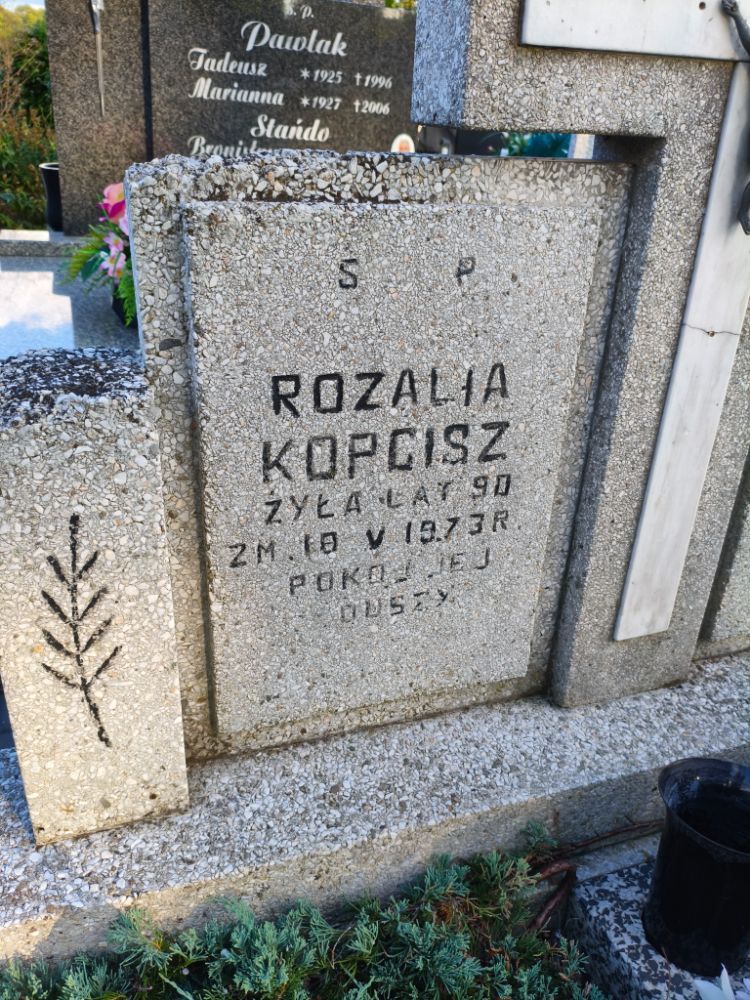 Ś. P.
Pawlak
Tadeusz *1925 †1996
Marianna *1927 †2006
Stańdo
S P.
ROZALIA
KOPCISZ
ŻYŁA LAT 90
ZM. 18 V 1973 R.
POKÓJ JEJ
DUSZY